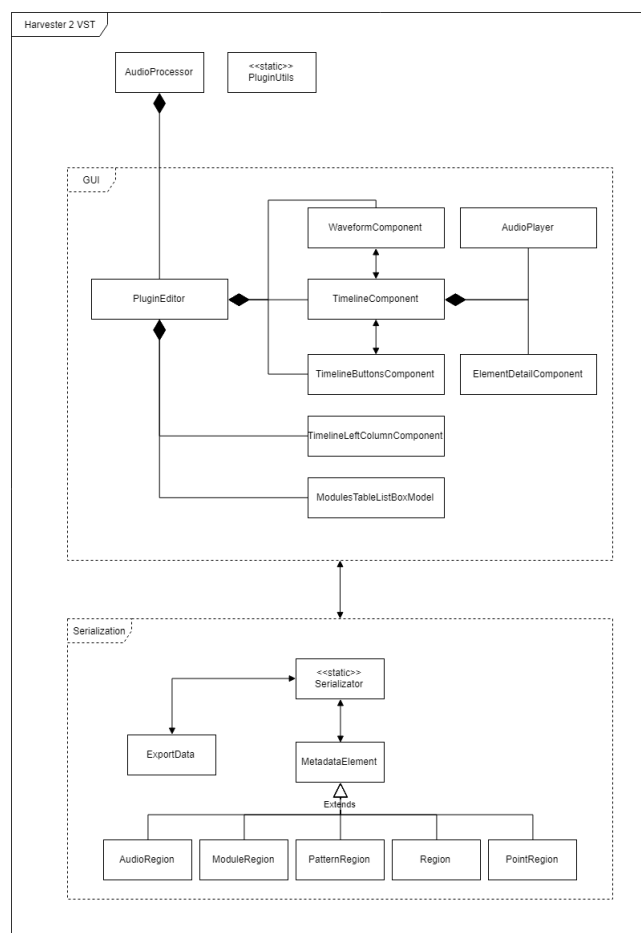 Harvester 2 VST
AudioProcessor
<<static>>
PluginUtils
GUI
WaveformComponent
AudioPlayer
PluginEditor
TimelineComponent
TimelineButtonsComponent
ElementDetailComponent
TimelineLeftColumnComponent
ModulesTableListBoxModel
Serialization
<<static>>
Serializator
ExportData
MetadataElement
Extends
AudioRegion
ModuleRegion
PatternRegion
Region
PointRegion